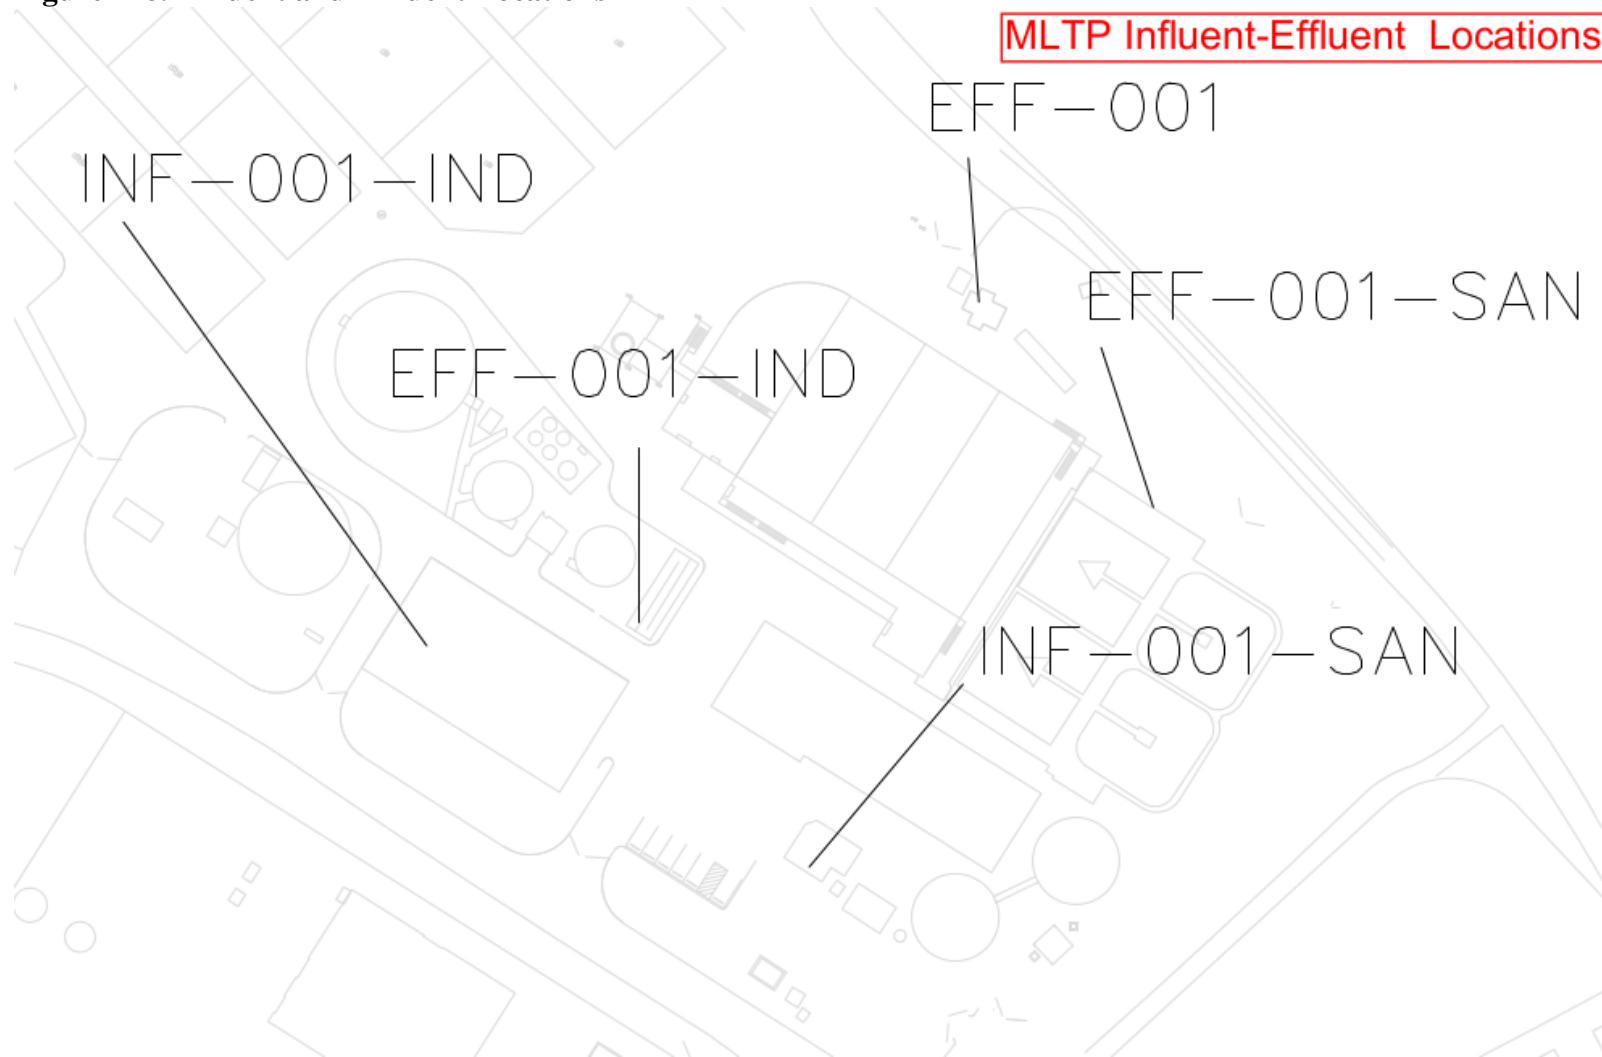 MLTP Influent-Effluent Locations
EFF-001
INF-001-IND
EFF-001-SAN
EFF-001-IND
INF-001-SAN